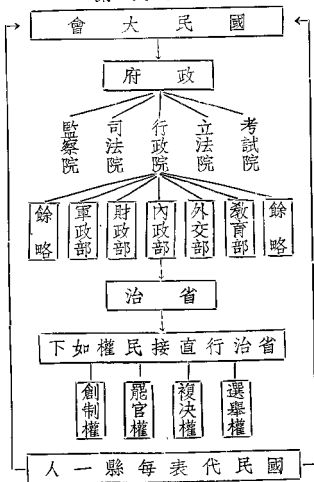 國民大會
政府
考試院
立法院
行政院
司法院
監察院
餘略
教育部
外交部
內政部
財政部
軍政部
餘略
省治
省治行直接民權如下
選舉權
複決權
罷官權
創制權
國民代表每縣一人